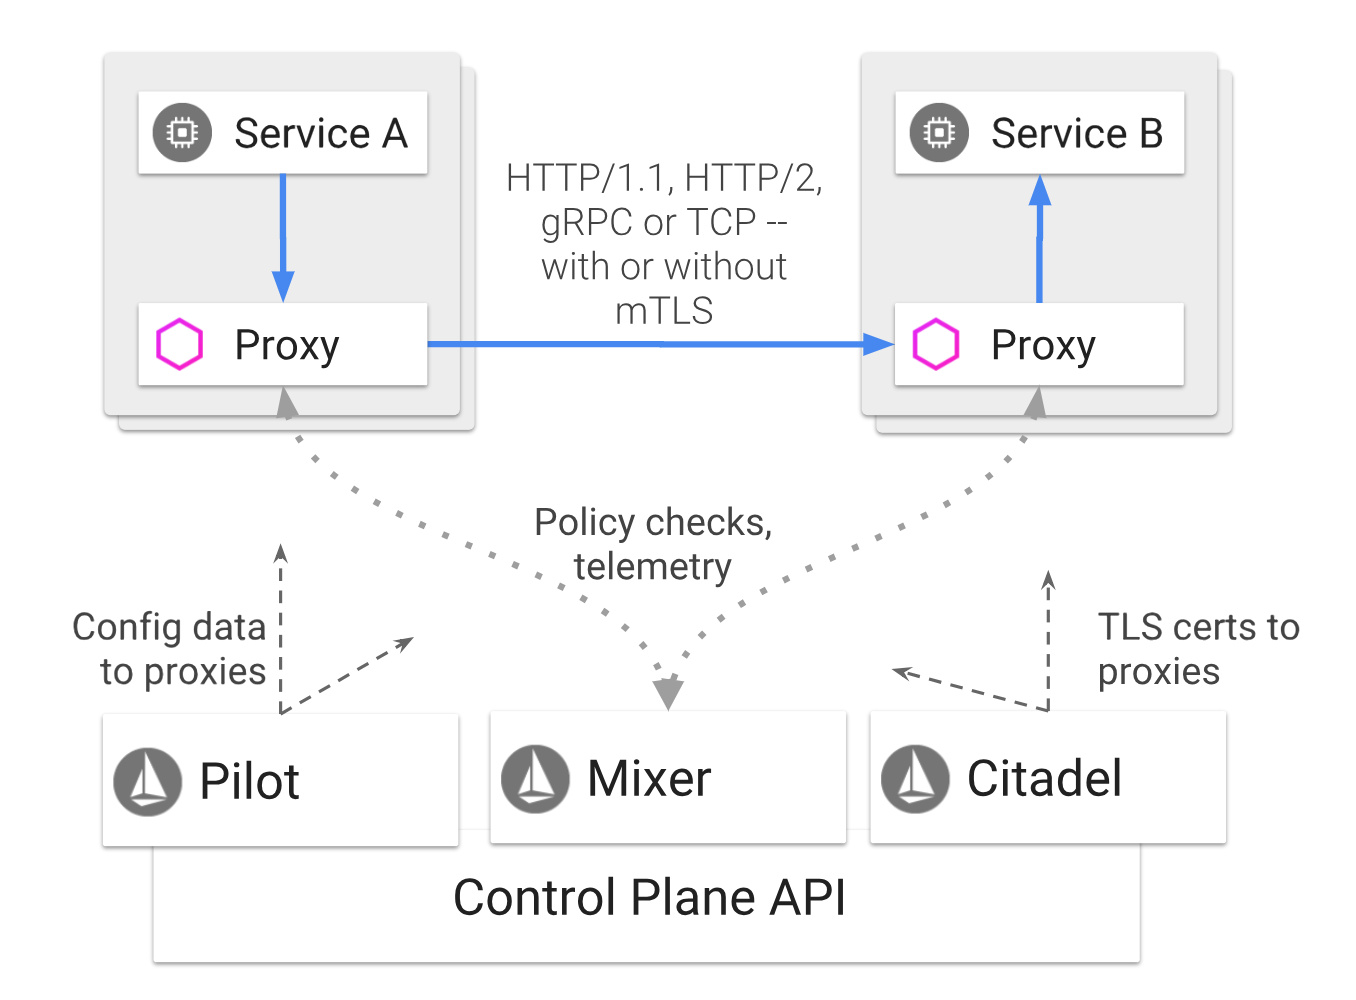 Service A
Service B
HTTP/1.1, HTTP/2,
gRPC or TCP --
with or without
mTLS
Proxy
Proxy
Policy checks,
telemetry
Config data
to proxies
TLS certs to
proxies
Pilot
Mixer
Citadel
Control Plane API